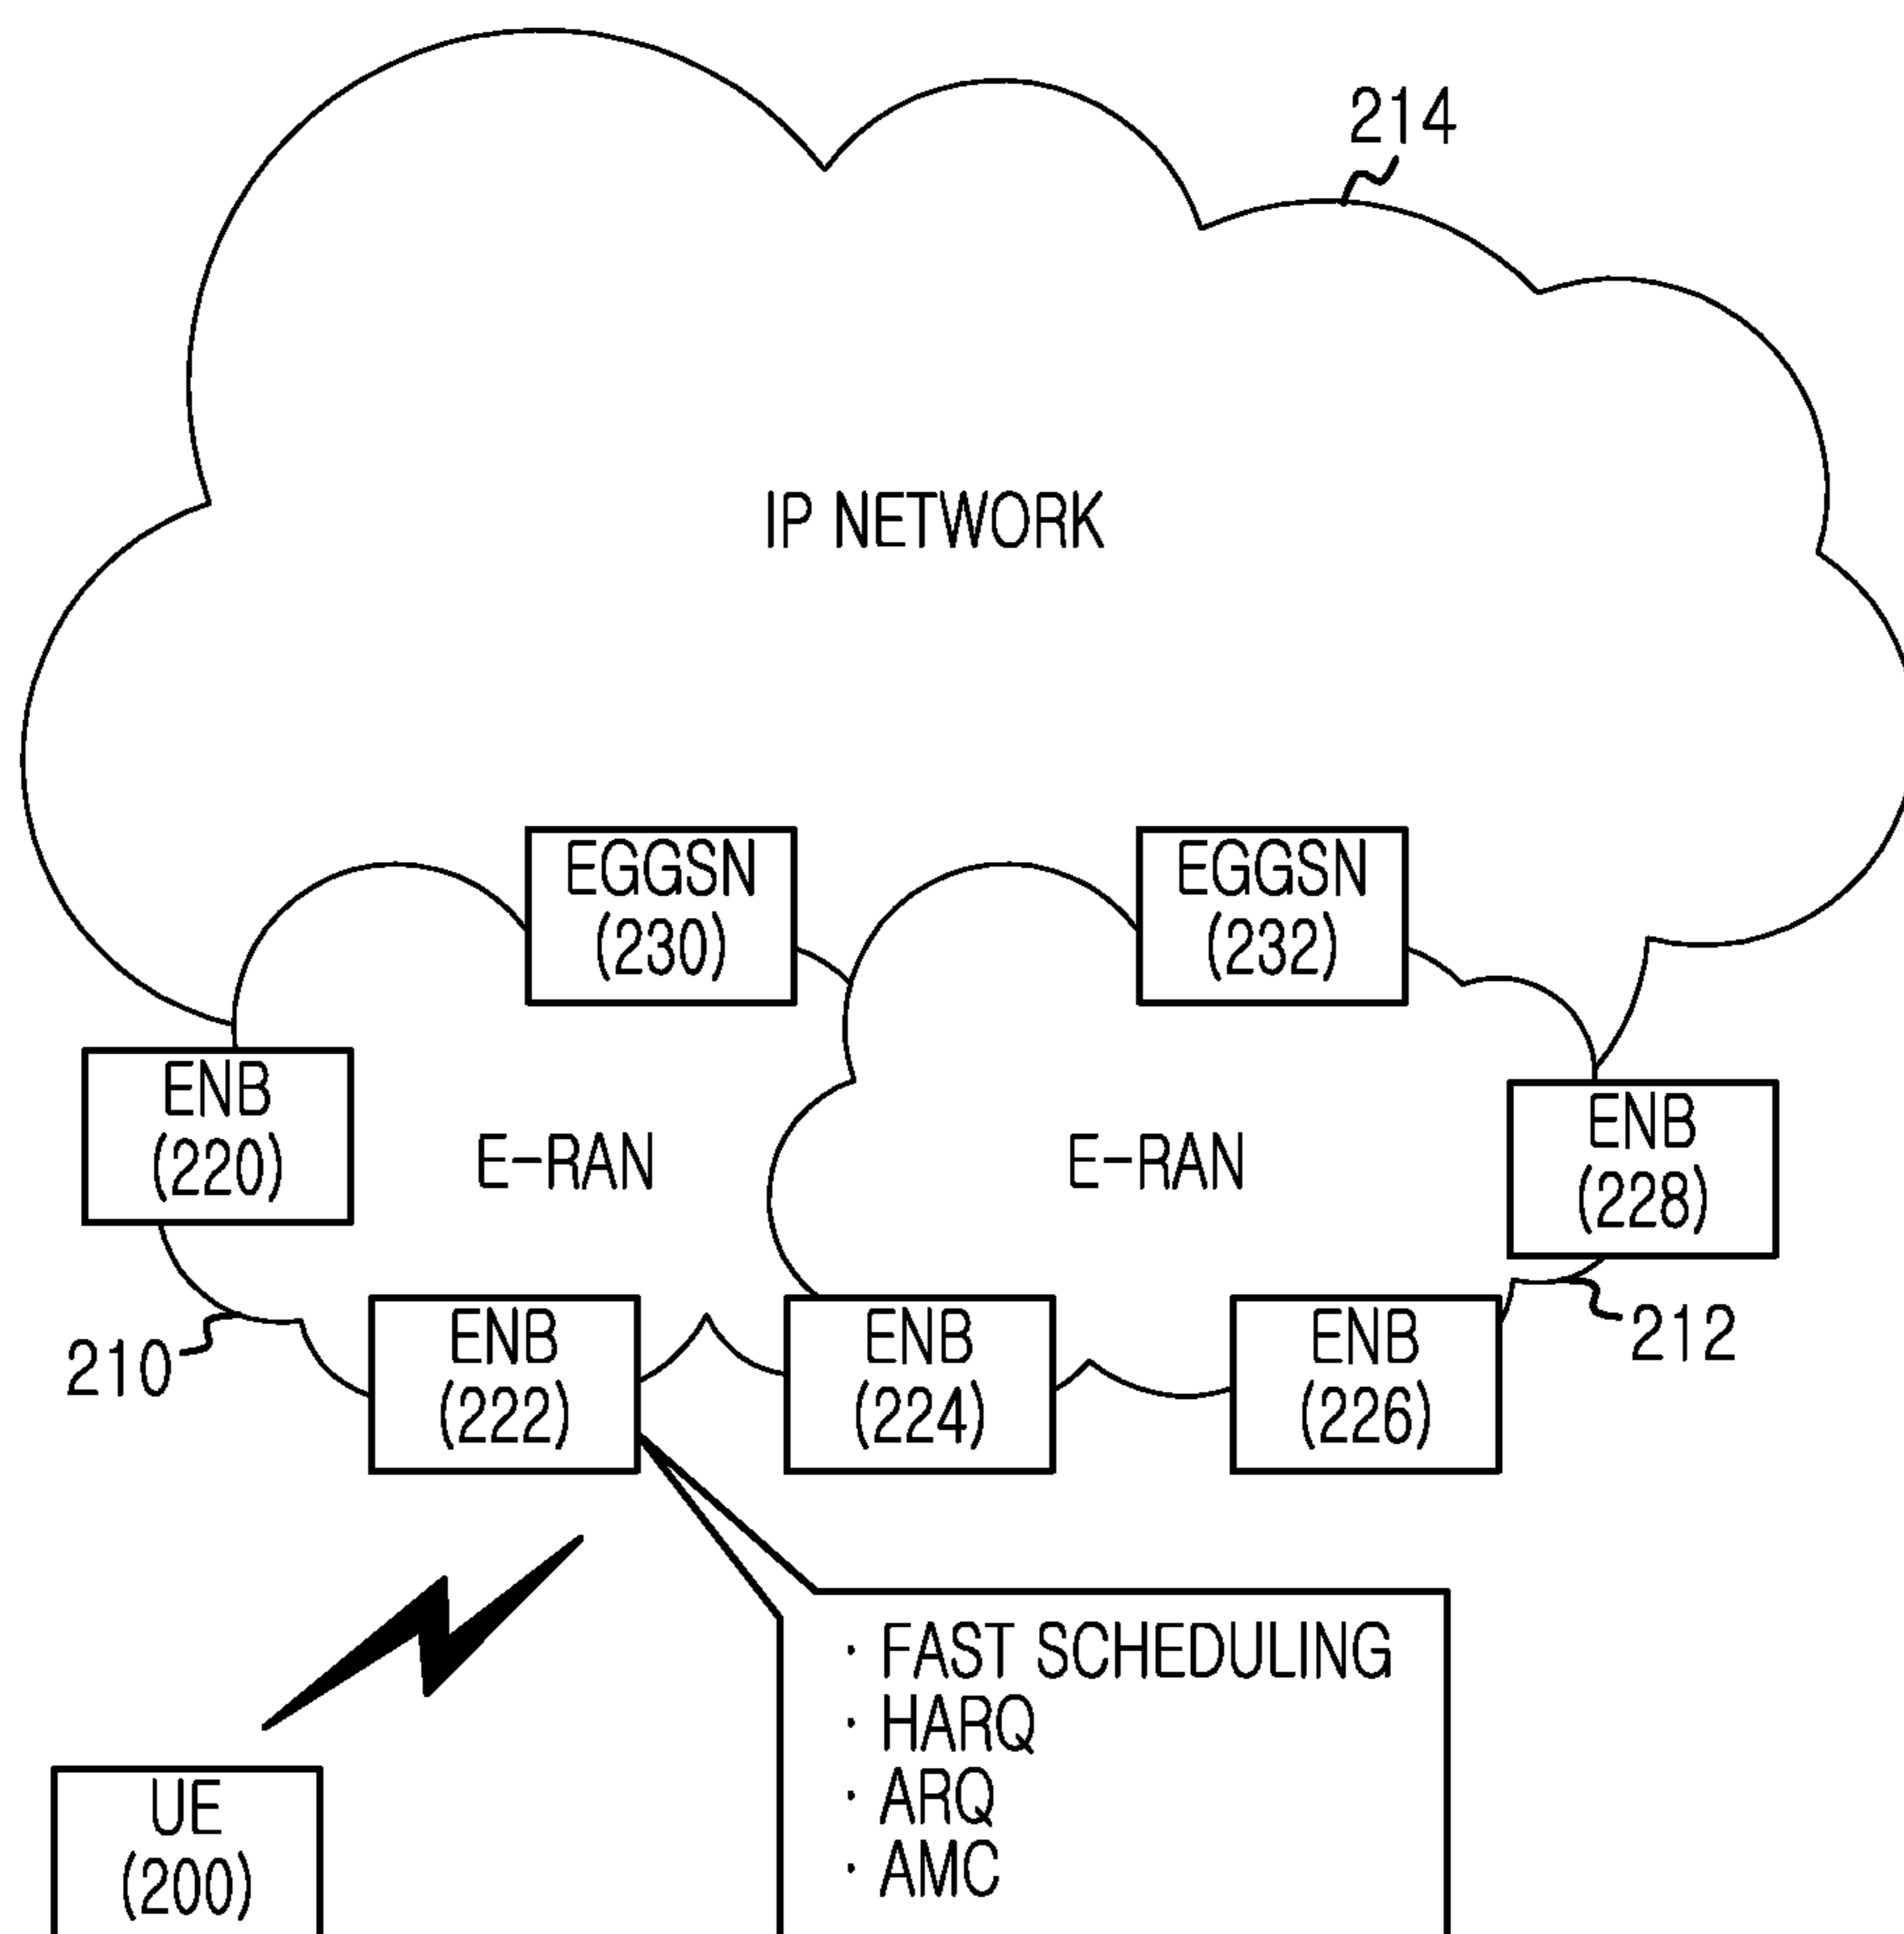 214
IP NETWORK
EGGSN
(230)
EGGSN
(232)
ENB
(220)
E-RAN
E-RAN
ENB
(228)
210
ENB
(222)
ENB
(224)
ENB
(226)
212
· FAST SCHEDULING
· HARQ
· ARQ
· AMC
UE
(200)